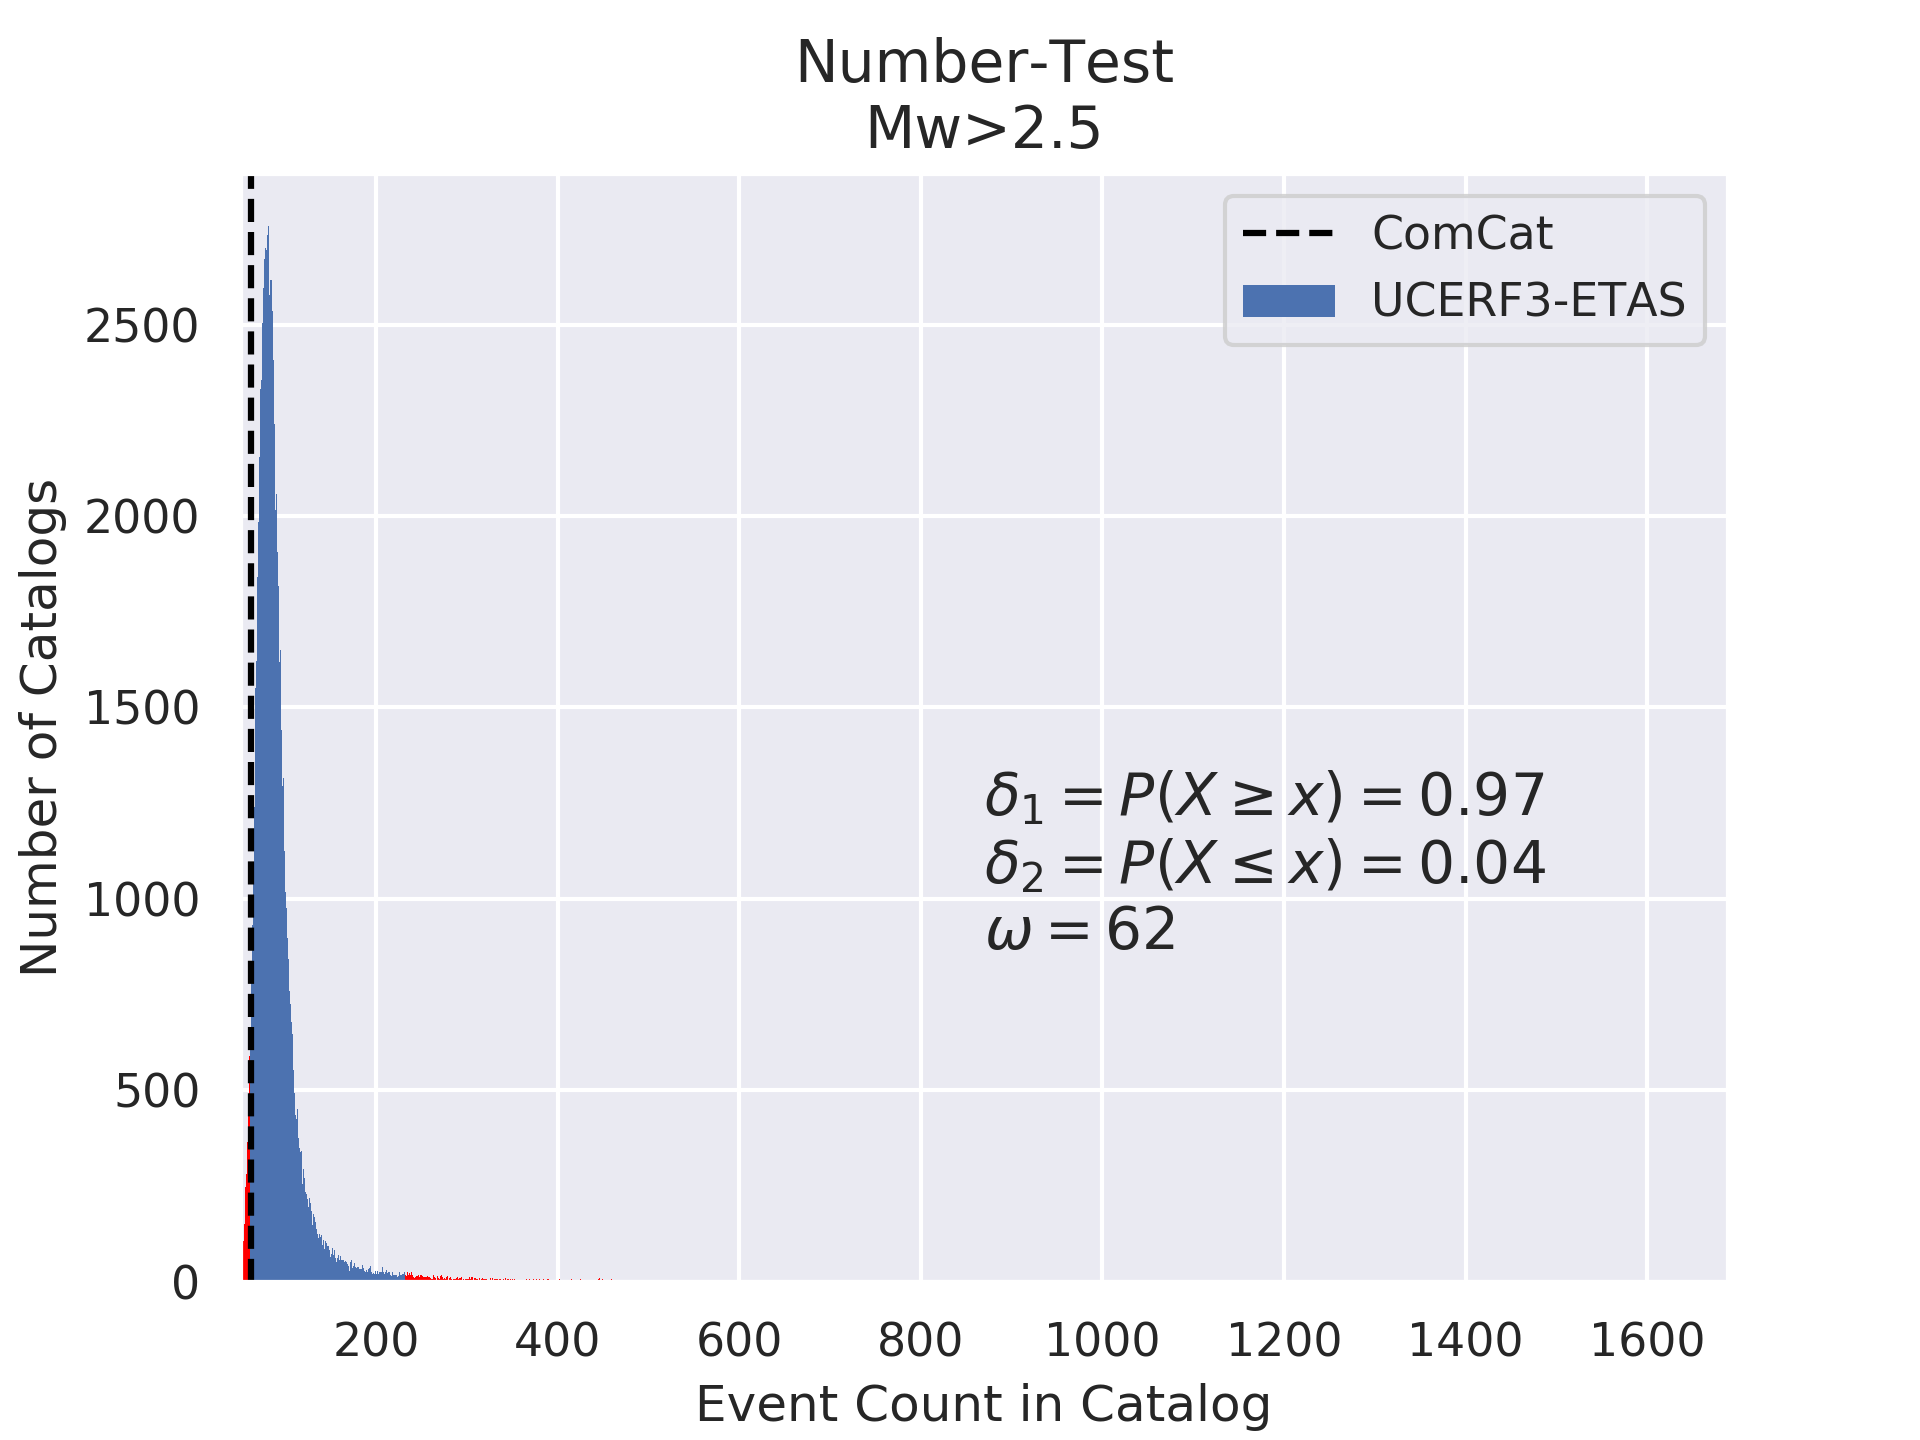 Number-Test
Mw>2.5
ComCat
UCERF3-ETAS
2500
2000
1500
1000
500
0
Number of Catalogs
δ₁ = P(X ≥ x) = 0.97
δ₂ = P(X ≤ x) = 0.04
ω = 62
200 400 600 800 1000 1200 1400 1600
Event Count in Catalog